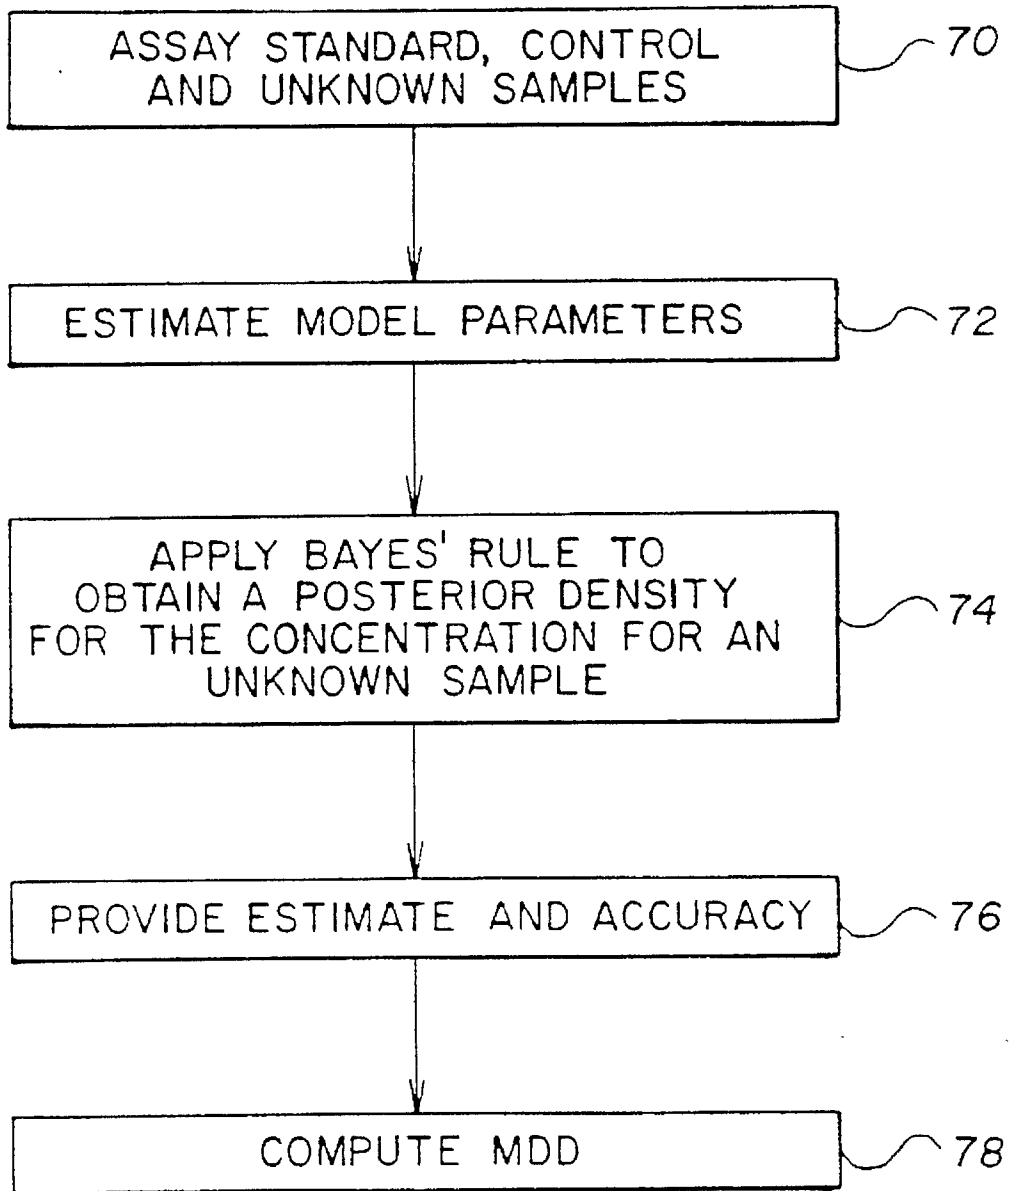 ASSAY STANDARD, CONTROL
AND UNKNOWN SAMPLES
70
ESTIMATE MODEL PARAMETERS
72
APPLY BAYES' RULE TO
OBTAIN A POSTERIOR DENSITY
FOR THE CONCENTRATION FOR AN
UNKNOWN SAMPLE
74
PROVIDE ESTIMATE AND ACCURACY
76
COMPUTE MDD
78